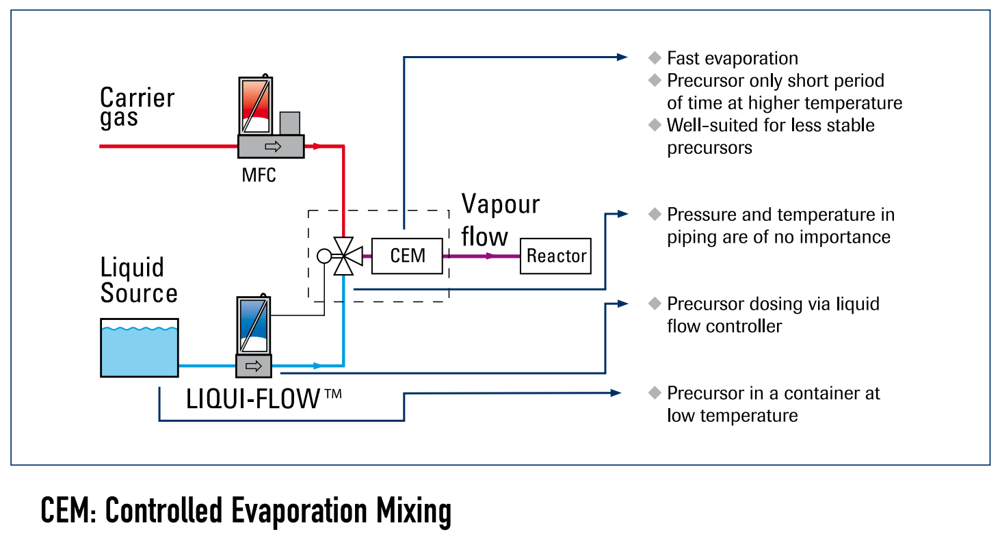 Carrier
gas
MFC
Liquid
Source
LIQUI-FLOW™
CEM
Vapour
flow
Reactor
Fast evaporation
Precursor only short period
of time at higher temperature
Well-suited for less stable
precursors
Pressure and temperature in
piping are of no importance
Precursor dosing via liquid
flow controller
Precursor in a container at
low temperature
CEM: Controlled Evaporation Mixing